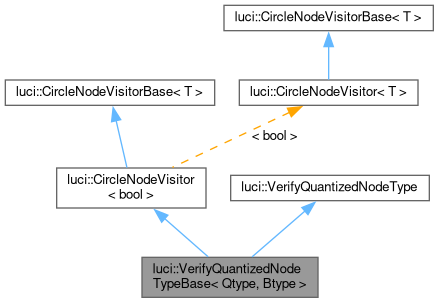 luci::CircleNodeVisitorBase< T >
luci::CircleNodeVisitorBase< T >
luci::CircleNodeVisitor< T >
< bool >
luci::CircleNodeVisitor
< bool >
luci::VerifyQuantizedNodeType
luci::VerifyQuantizedNode
TypeBase< Qtype, Btype >